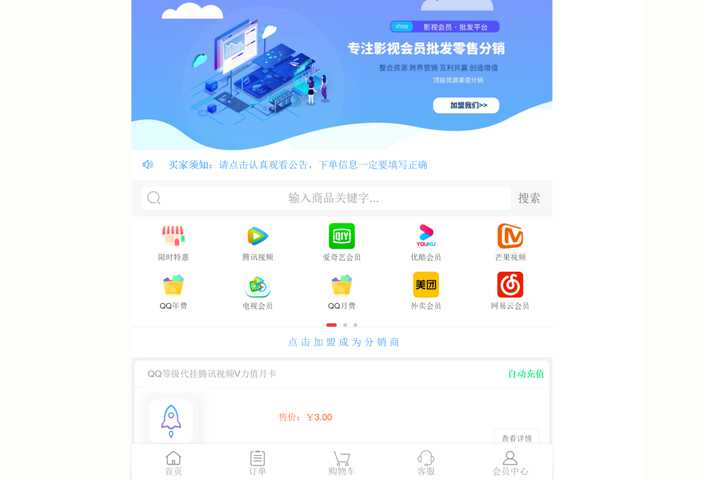 shop 影视会员 · 批发平台
专注影视会员批发零售分销
整合资源 跨界营销 互利共赢 创造增值
顶级货源渠道分销
加盟我们>>
买家须知：请点击认真观看公告，下单信息一定要填写正确
输入商品关键字... 搜索
iQIY YOUKU 美团
限时特惠 腾讯视频 爱奇艺会员 优酷会员 芒果视频
QQ年费 电视会员 QQ月费 外卖会员 网易云会员
点击加盟成为分销商
QQ等级代挂腾讯视频V力值月卡 自动充值
售价：￥3.00
查看详情
首页 订单 购物车 客服 会员中心